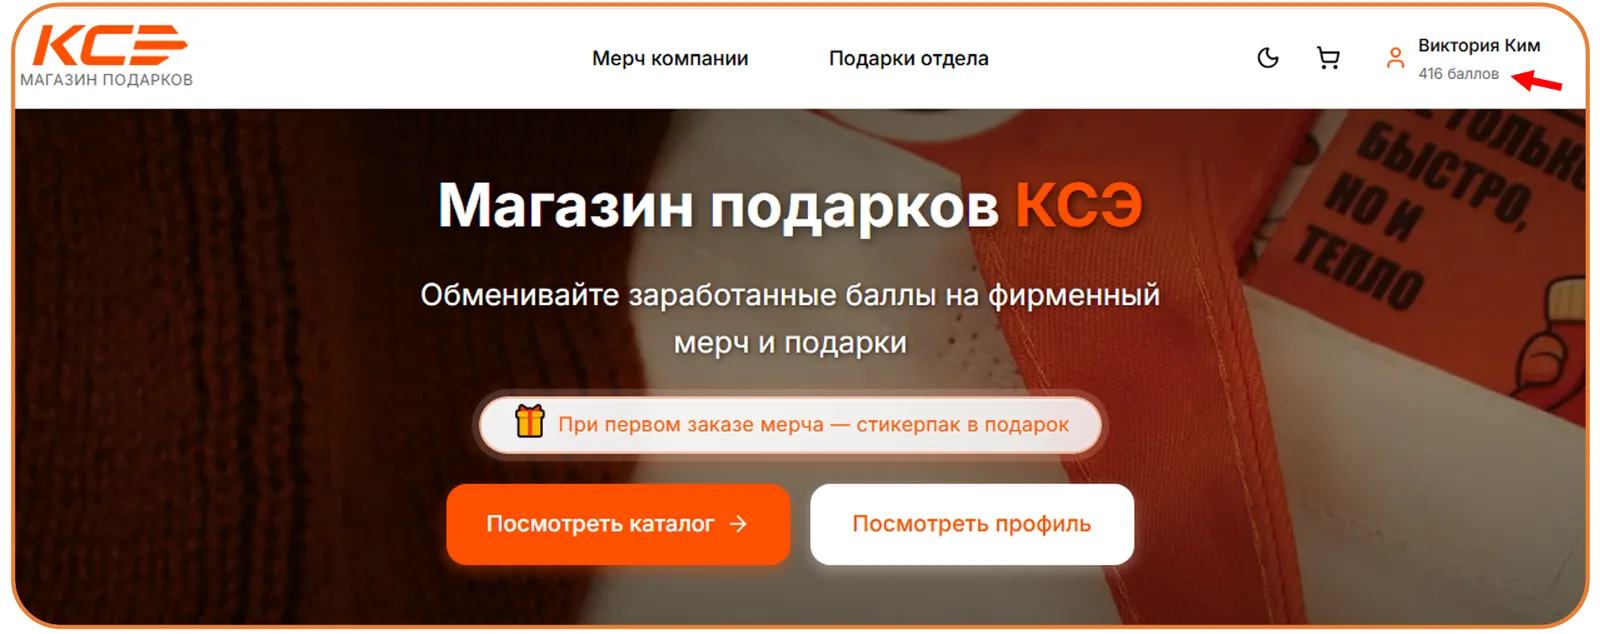 КСЭ
МАГАЗИН ПОДАРКОВ
Мерч компании
Подарки отдела
Виктория Ким
416 баллов
ТОЛЬКО
БЫСТРО,
НО И
ТЕПЛО
Магазин подарков КСЭ
Обменивайте заработанные баллы на фирменный
мерч и подарки
При первом заказе мерча — стикерпак в подарок
Посмотреть каталог →
Посмотреть профиль